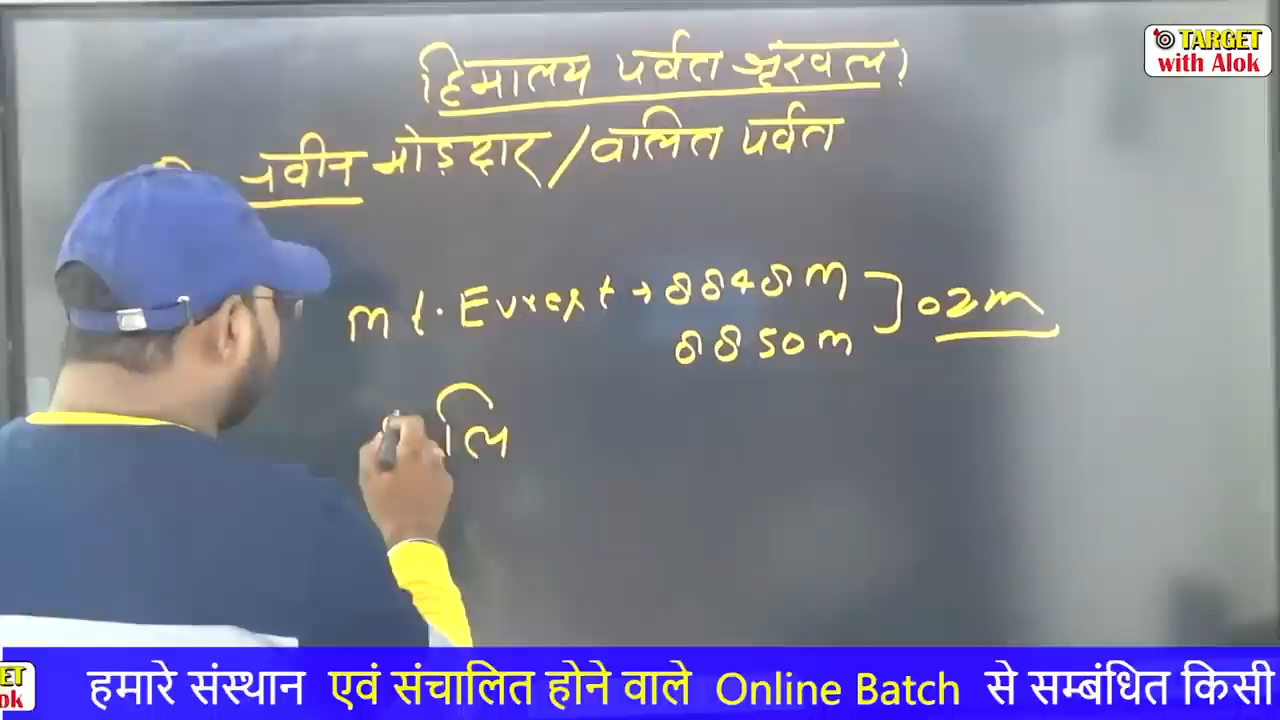 TARGET
with Alok
हिमालय पर्वत श्रृंखला
नवीन मोड़दार / वलित पर्वत
Mt. Evrest → 8848 m
8850 m
02m
लि
हमारे संस्थान एवं संचालित होने वाले Online Batch से सम्बंधित किसी